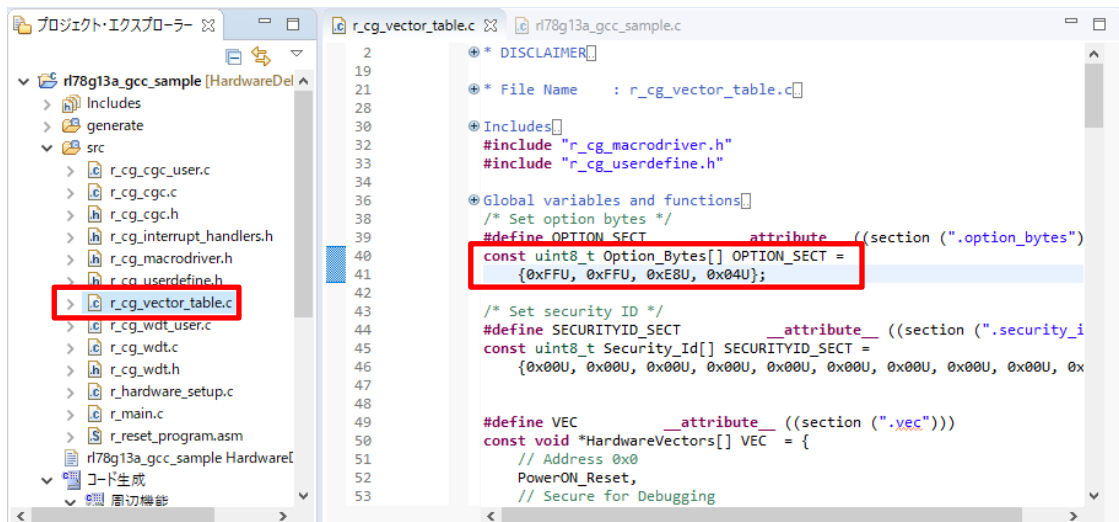 プロジェクト・エクスプローラー
rl78g13a_gcc_sample [HardwareDel
Includes
generate
src
r_cg_cgc_user.c
r_cg_cgc.c
r_cg_cgc.h
r_cg_interrupt_handlers.h
r_cg_macrodriver.h
r_cg_userdefine.h
r_cg_vector_table.c
r_cg_wdt_user.c
r_cg_wdt.c
r_cg_wdt.h
r_hardware_setup.c
r_main.c
r_reset_program.asm
rl78g13a_gcc_sample HardwareD
コード生成
周辺機能
r_cg_vector_table.c
rl78g13a_gcc_sample.c
2 * DISCLAIMER
19
21 * File Name : r_cg_vector_table.c
28
30 Includes
32 #include "r_cg_macrodriver.h"
33 #include "r_cg_userdefine.h"
34
36 Global variables and functions
38 /* Set option bytes */
39 #define OPTION_SECT __attribute__ ((section (".option_bytes")
40 const uint8_t Option_Bytes[] OPTION_SECT =
41 {0xFFU, 0xFFU, 0xE8U, 0x04U};
42
43 /* Set security ID */
44 #define SECURITYID_SECT __attribute__ ((section (".security_i
45 const uint8_t Security_Id[] SECURITYID_SECT =
46 {0x00U, 0x00U, 0x00U, 0x00U, 0x00U, 0x00U, 0x00U, 0x00U, 0x
47
48
49 #define VEC __attribute__ ((section (".vec")))
50 const void *HardwareVectors[] VEC = {
51 // Address 0x0
52 PowerON_Reset,
53 // Secure for Debugging